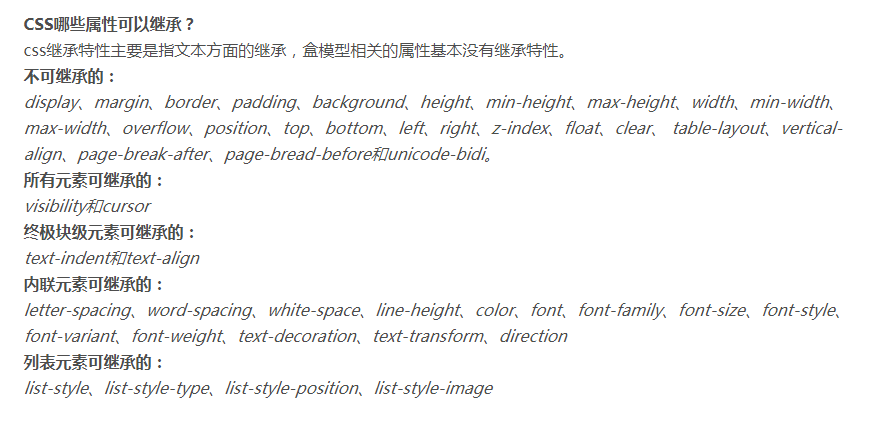 CSS哪些属性可以继承？
css继承特性主要是指文本方面的继承，盒模型相关的属性基本没有继承特性。
不可继承的：
display、margin、border、padding、background、height、min-height、max-height、width、min-width、
max-width、overflow、position、top、bottom、left、right、z-index、float、clear、 table-layout、vertical-
align、page-break-after、page-bread-before和unicode-bidi。
所有元素可继承的：
visibility和cursor
终极块级元素可继承的：
text-indent和text-align
内联元素可继承的：
letter-spacing、word-spacing、white-space、line-height、color、font、font-family、font-size、font-style、
font-variant、font-weight、text-decoration、text-transform、direction
列表元素可继承的：
list-style、list-style-type、list-style-position、list-style-image